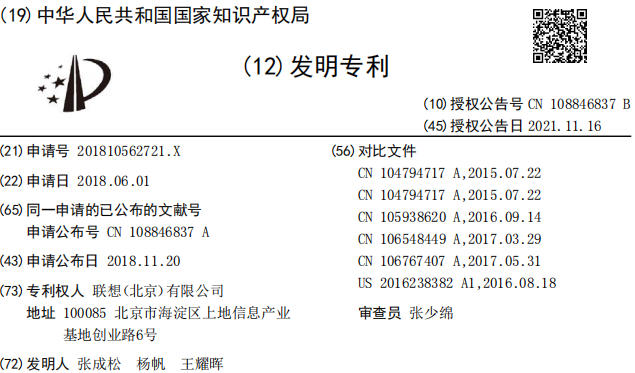 (19)中华人民共和国国家知识产权局
(12)发明专利
(10)授权公告号 CN 108846837 B
(45)授权公告日 2021.11.16
(21)申请号 201810562721.X
(22)申请日 2018.06.01
(65)同一申请的已公布的文献号
申请公布号 CN 108846837 A
(43)申请公布日 2018.11.20
(73)专利权人 联想(北京)有限公司
地址 100085 北京市海淀区上地信息产业
基地创业路6号
(72)发明人 张成松 杨帆 王耀晖
(56)对比文件
CN 104794717 A,2015.07.22
CN 104794717 A,2015.07.22
CN 105938620 A,2016.09.14
CN 106548449 A,2017.03.29
CN 106767407 A,2017.05.31
US 2016238382 A1,2016.08.18
审查员 张少绵